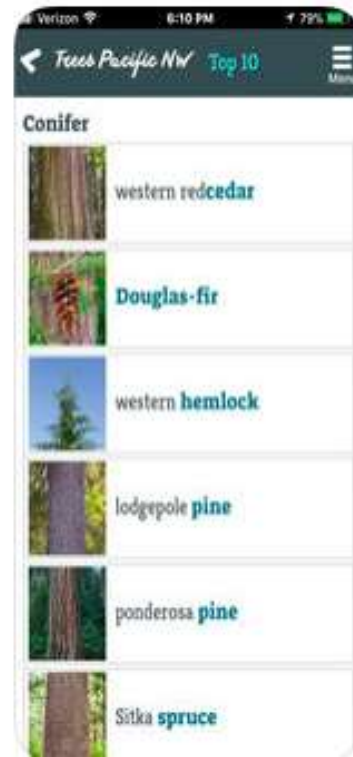 Verizon 6:10 PM 79%
Trees Pacific NW Top 10
Menu
Conifer
western redcedar
Douglas-fir
western hemlock
lodgepole pine
ponderosa pine
Sitka spruce